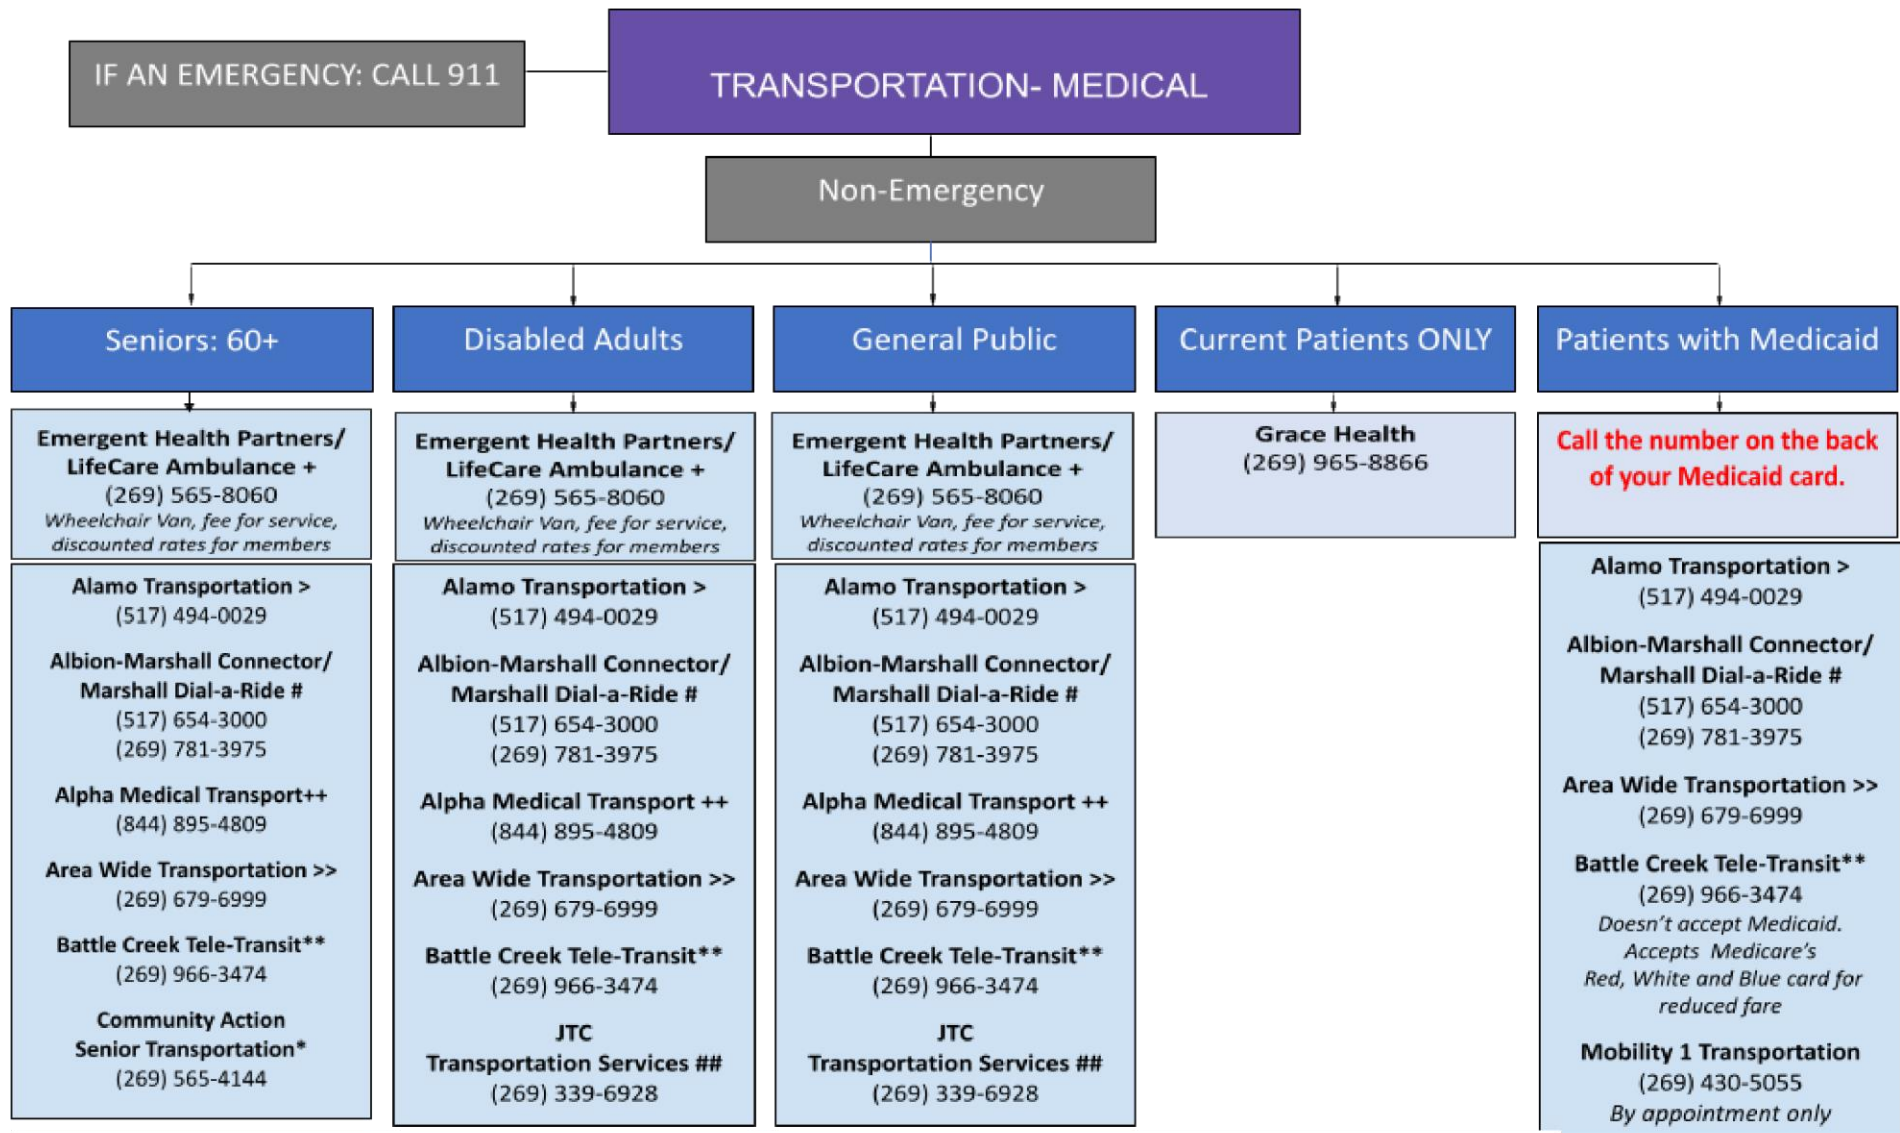 IF AN EMERGENCY: CALL 911
TRANSPORTATION- MEDICAL
Non-Emergency
Seniors: 60+
Emergent Health Partners/
LifeCare Ambulance +
(269) 565-8060
Wheelchair Van, fee for service,
discounted rates for members
Alamo Transportation >
(517) 494-0029
Albion-Marshall Connector/
Marshall Dial-a-Ride #
(517) 654-3000
(269) 781-3975
Alpha Medical Transport++
(844) 895-4809
Area Wide Transportation >>
(269) 679-6999
Battle Creek Tele-Transit**
(269) 966-3474
Community Action
Senior Transportation*
(269) 565-4144
Disabled Adults
Emergent Health Partners/
LifeCare Ambulance +
(269) 565-8060
Wheelchair Van, fee for service,
discounted rates for members
Alamo Transportation >
(517) 494-0029
Albion-Marshall Connector/
Marshall Dial-a-Ride #
(517) 654-3000
(269) 781-3975
Alpha Medical Transport ++
(844) 895-4809
Area Wide Transportation >>
(269) 679-6999
Battle Creek Tele-Transit**
(269) 966-3474
JTC
Transportation Services ##
(269) 339-6928
General Public
Emergent Health Partners/
LifeCare Ambulance +
(269) 565-8060
Wheelchair Van, fee for service,
discounted rates for members
Alamo Transportation >
(517) 494-0029
Albion-Marshall Connector/
Marshall Dial-a-Ride #
(517) 654-3000
(269) 781-3975
Alpha Medical Transport ++
(844) 895-4809
Area Wide Transportation >>
(269) 679-6999
Battle Creek Tele-Transit**
(269) 966-3474
JTC
Transportation Services ##
(269) 339-6928
Current Patients ONLY
Grace Health
(269) 965-8866
Patients with Medicaid
Call the number on the back
of your Medicaid card.
Alamo Transportation >
(517) 494-0029
Albion-Marshall Connector/
Marshall Dial-a-Ride #
(517) 654-3000
(269) 781-3975
Area Wide Transportation >>
(269) 679-6999
Battle Creek Tele-Transit**
(269) 966-3474
Doesn't accept Medicaid.
Accepts Medicare's
Red, White and Blue card for
reduced fare
Mobility 1 Transportation
(269) 430-5055
By appointment only